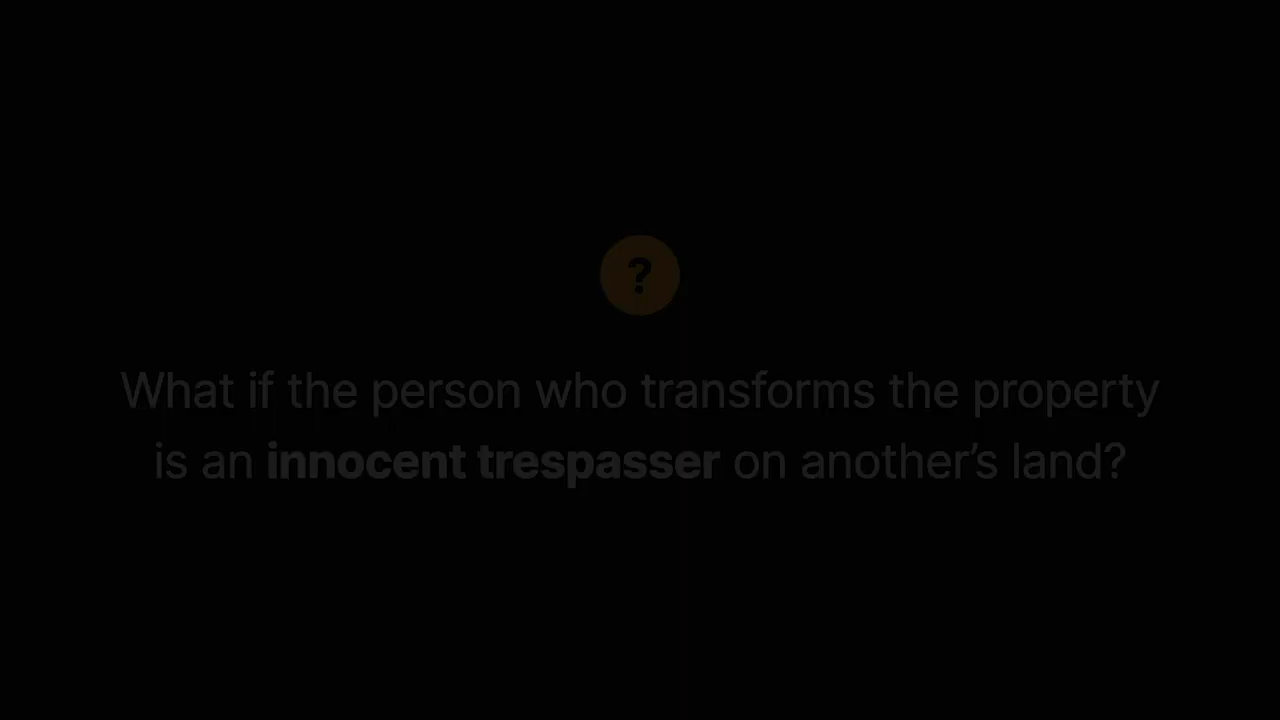 ?
What if the person who transforms the property
is an innocent trespasser on another’s land?